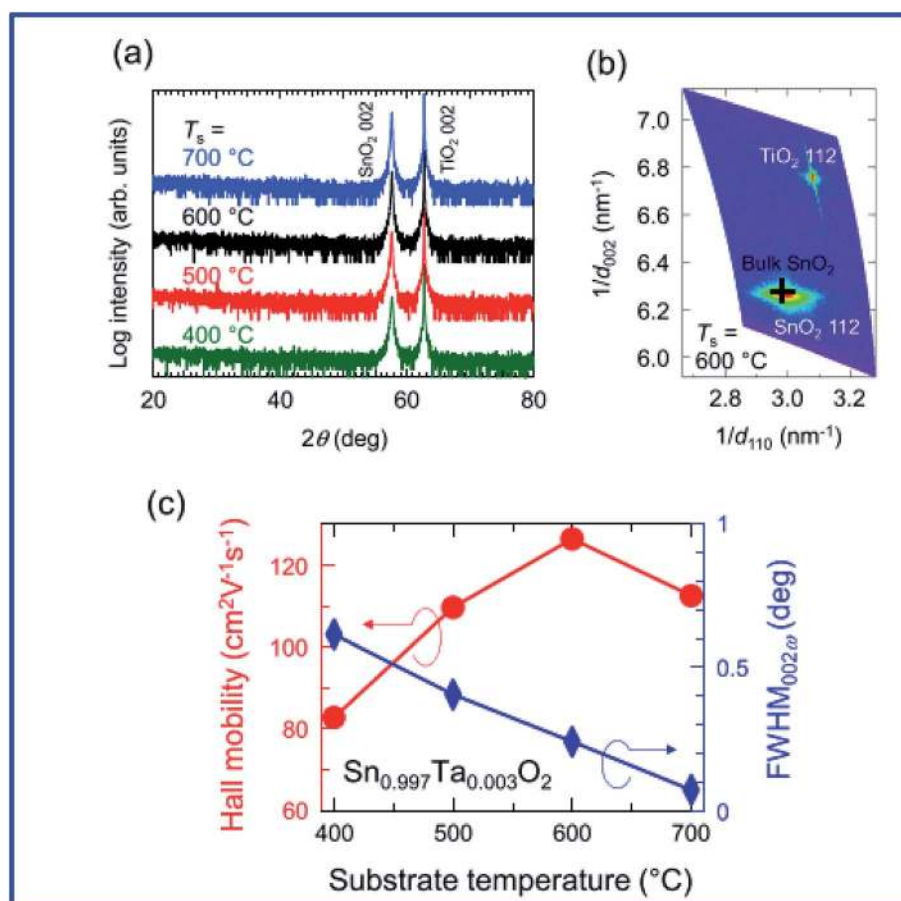 (a)
Log intensity (arb. units)
T_s =
700 °C
600 °C
500 °C
400 °C
SnO₂ 002
TiO₂ 002
20 40 60 80
2θ (deg)
(b)
1/d₀₀₂ (nm⁻¹)
7.0
6.8
6.6
6.4
6.2
6.0
TiO₂ 112
Bulk SnO₂
SnO₂ 112
T_s =
600 °C
2.8 3.0 3.2
1/d₁₁₀ (nm⁻¹)
(c)
Hall mobility (cm²V⁻¹s⁻¹)
120
100
80
60
1
0.5
0
FWHM₀₀₂ω (deg)
Sn₀.₉₉₇Ta₀.₀₀₃O₂
400 500 600 700
Substrate temperature (°C)